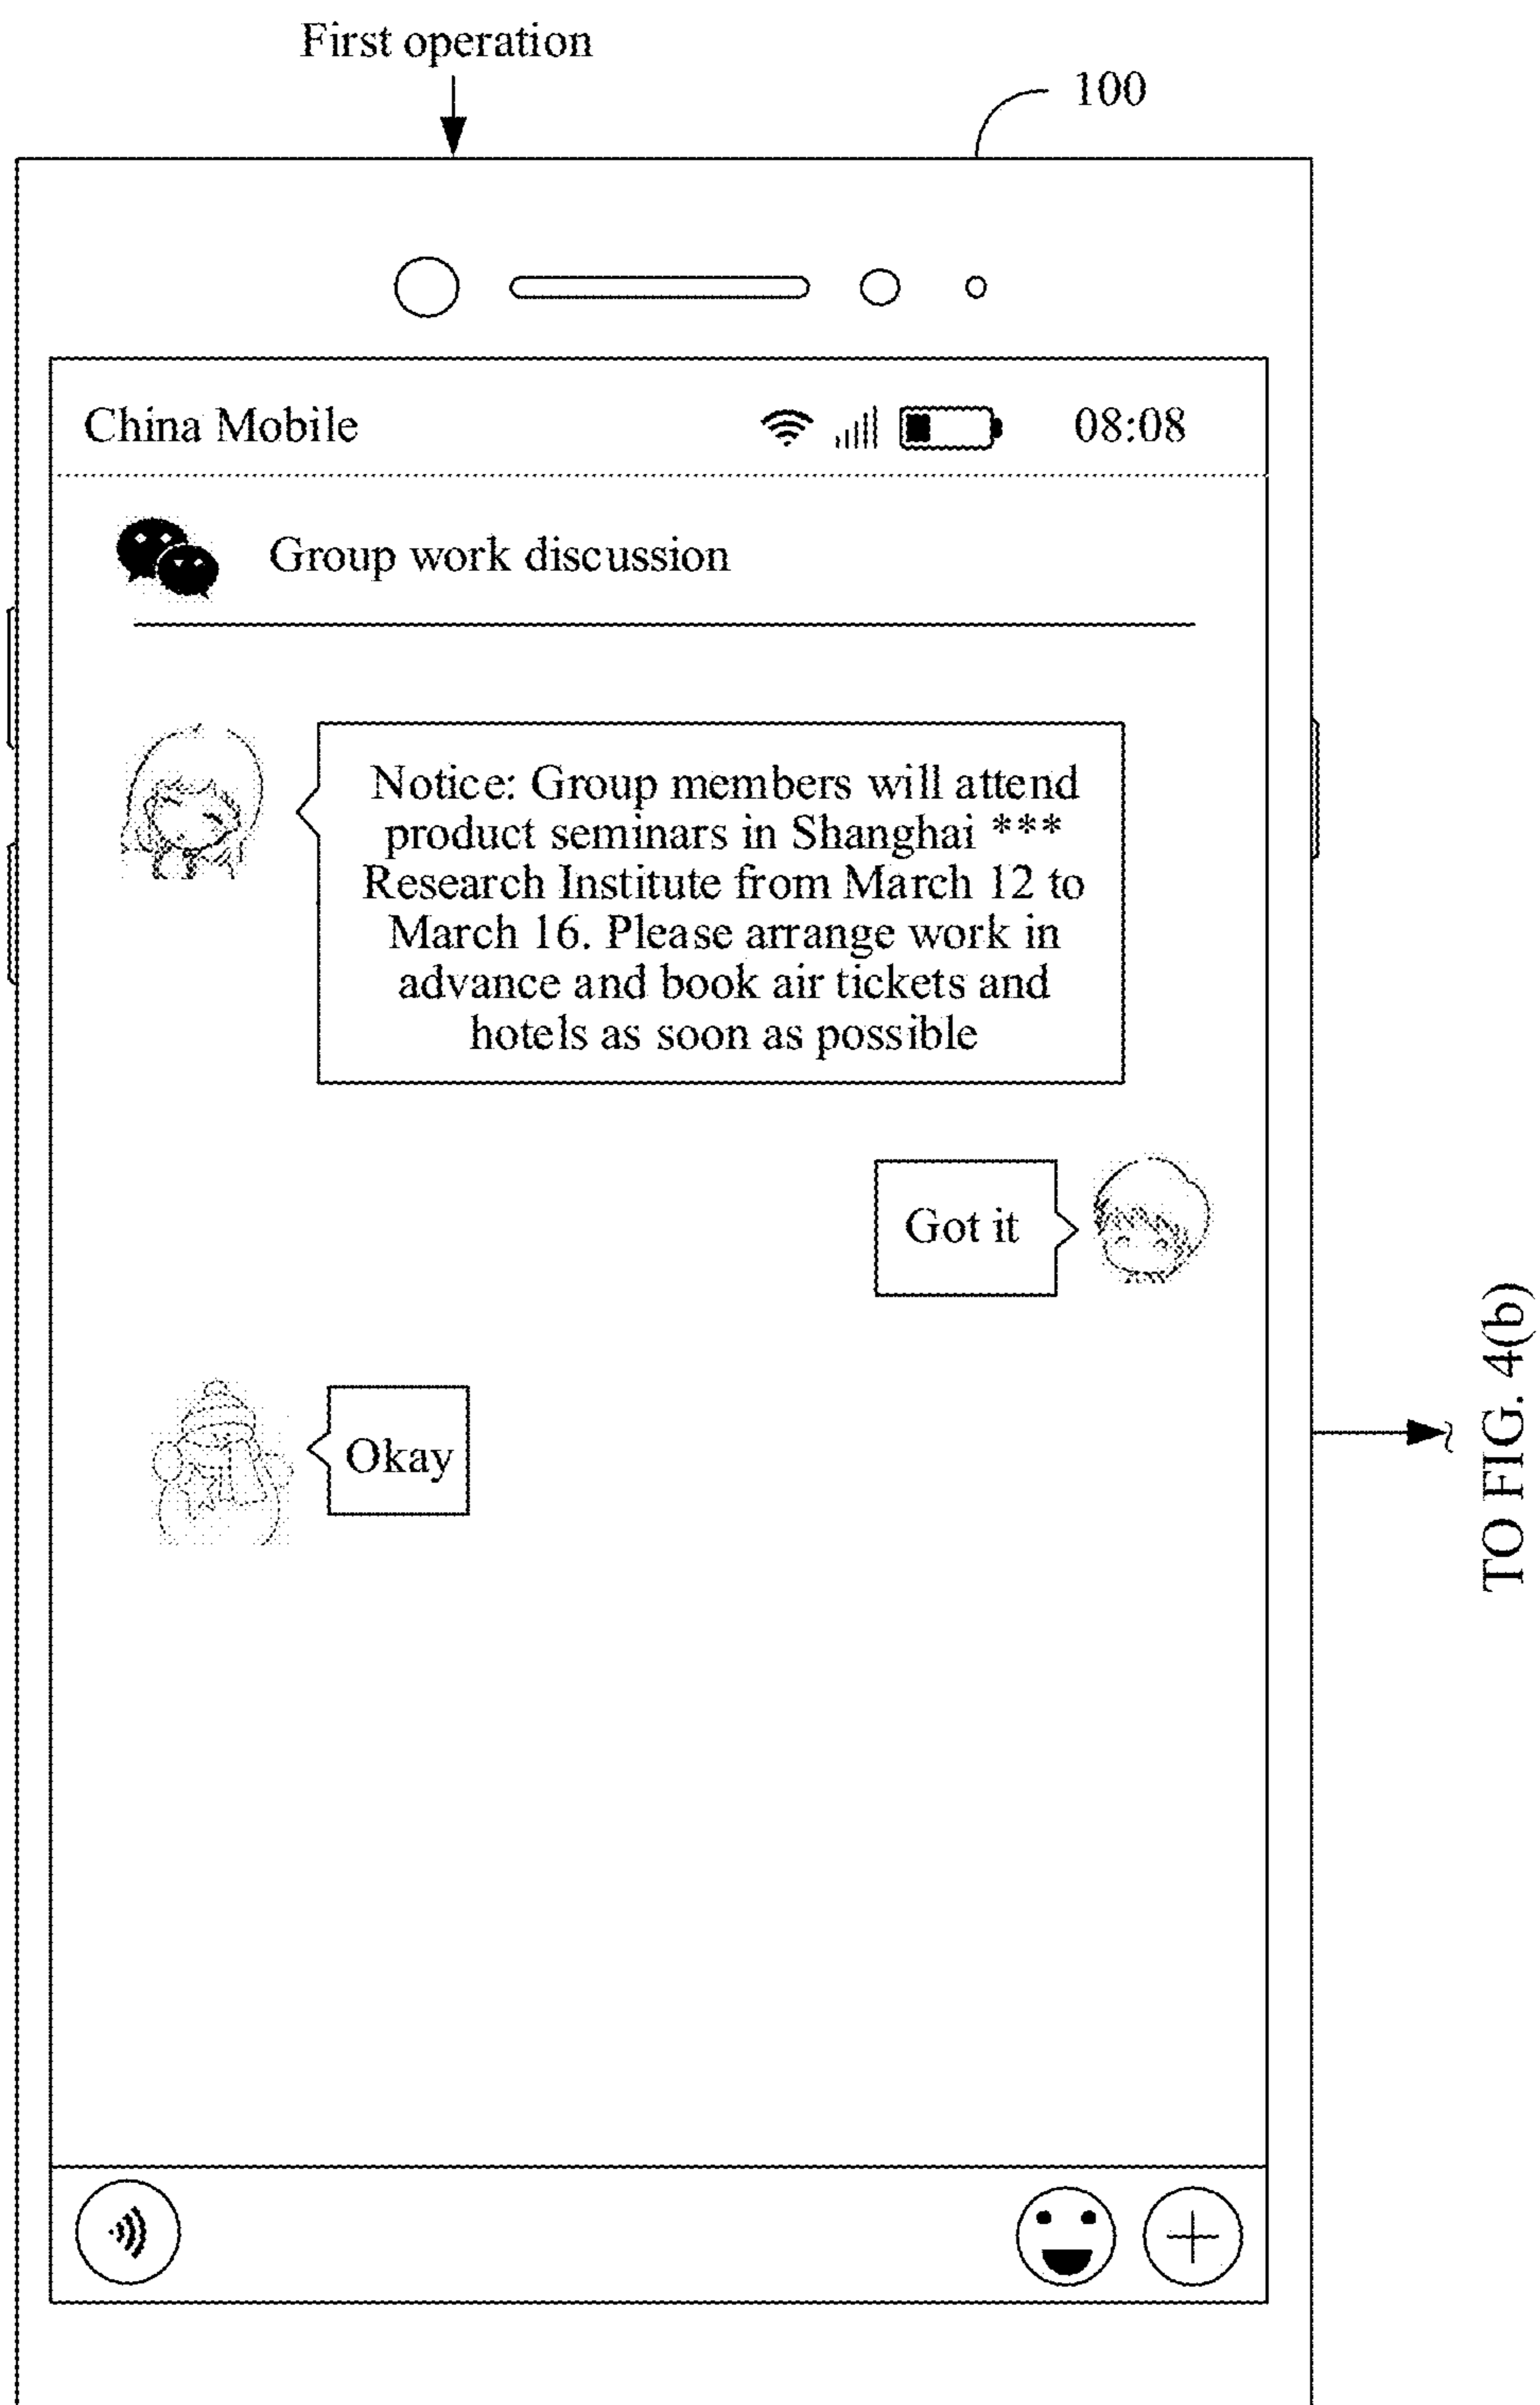 First operation
100
China Mobile
08:08
Group work discussion
Notice: Group members will attend
product seminars in Shanghai ***
Research Institute from March 12 to
March 16. Please arrange work in
advance and book air tickets and
hotels as soon as possible
Got it
Okay
TO FIG. 4(b)